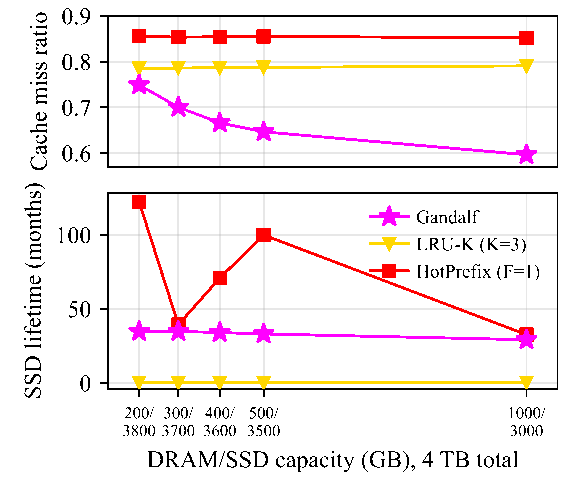 0.9
0.8
0.7
0.6
Cache miss ratio
100
50
0
SSD lifetime (months)
Gandalf
LRU-K (K=3)
HotPrefix (F=1)
200/
3800
300/
3700
400/
3600
500/
3500
1000/
3000
DRAM/SSD capacity (GB), 4 TB total